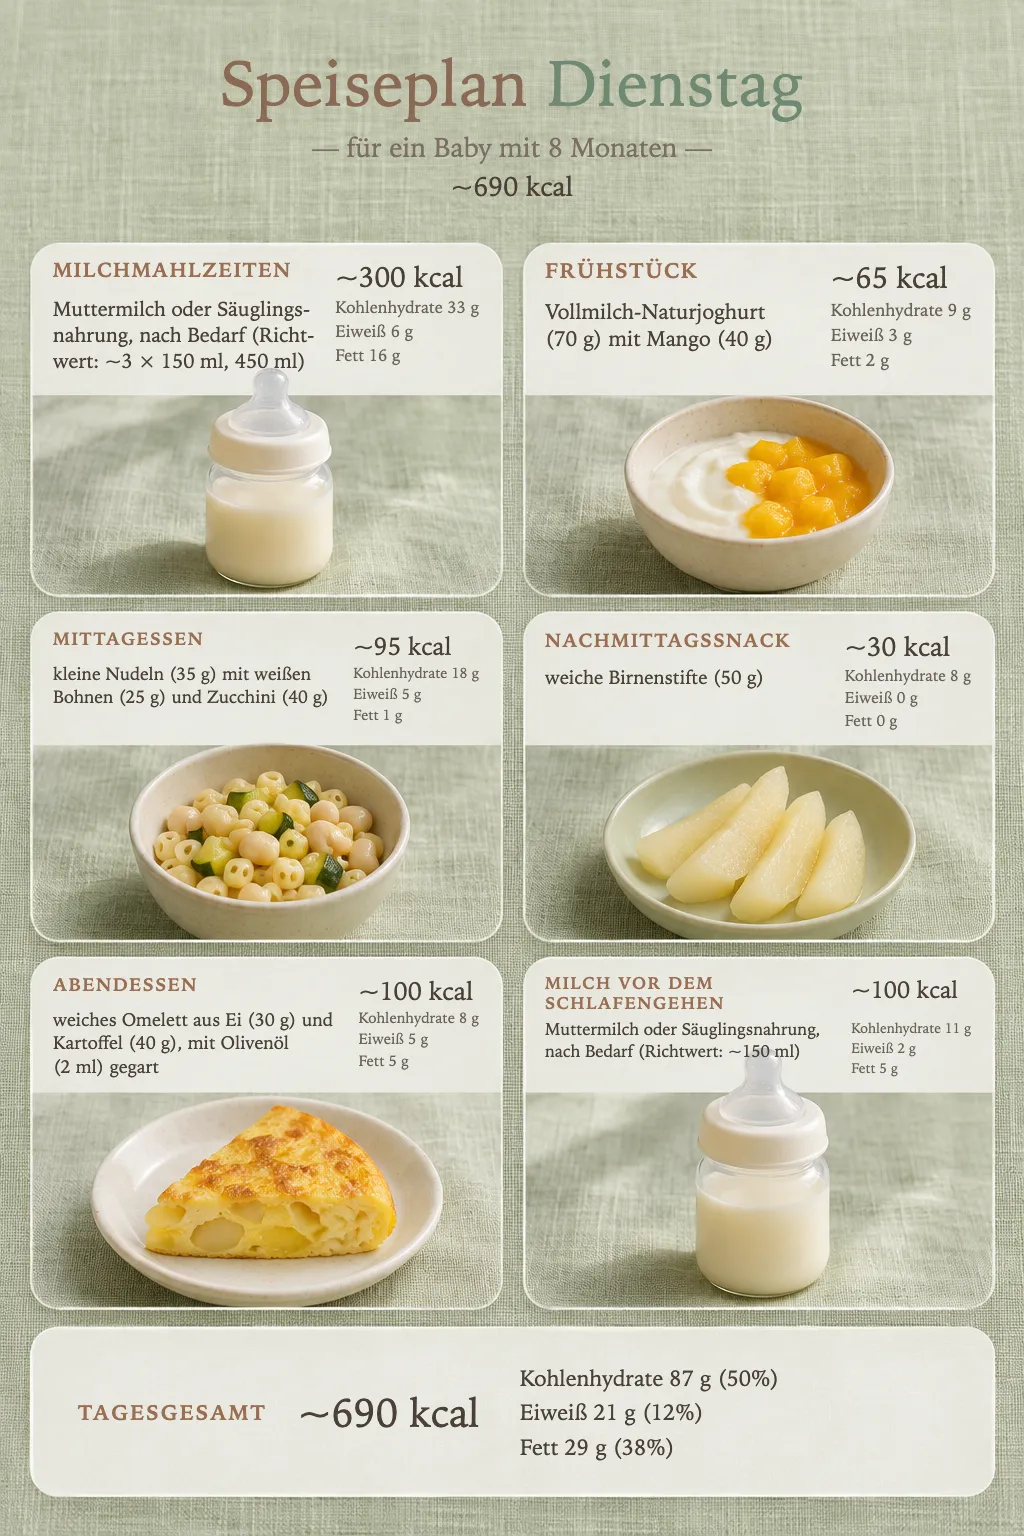 Speiseplan Dienstag
— für ein Baby mit 8 Monaten —
~690 kcal
MILCHMAHLZEITEN
Muttermilch oder Säuglings-
nahrung, nach Bedarf (Richt-
wert: ~3 × 150 ml, 450 ml)
~300 kcal
Kohlenhydrate 33 g
Eiweiß 6 g
Fett 16 g
FRÜHSTÜCK
Vollmilch-Naturjoghurt
(70 g) mit Mango (40 g)
~65 kcal
Kohlenhydrate 9 g
Eiweiß 3 g
Fett 2 g
MITTAGESSEN
kleine Nudeln (35 g) mit weißen
Bohnen (25 g) und Zucchini (40 g)
~95 kcal
Kohlenhydrate 18 g
Eiweiß 5 g
Fett 1 g
NACHMITTAGSSNACK
weiche Birnenstifte (50 g)
~30 kcal
Kohlenhydrate 8 g
Eiweiß 0 g
Fett 0 g
ABENDESSEN
weiches Omelett aus Ei (30 g) und
Kartoffel (40 g), mit Olivenöl
(2 ml) gegart
~100 kcal
Kohlenhydrate 8 g
Eiweiß 5 g
Fett 5 g
MILCH VOR DEM
SCHLAFENGEHEN
Muttermilch oder Säuglingsnahrung,
nach Bedarf (Richtwert: ~150 ml)
~100 kcal
Kohlenhydrate 11 g
Eiweiß 2 g
Fett 5 g
TAGESGESAMT
~690 kcal
Kohlenhydrate 87 g (50%)
Eiweiß 21 g (12%)
Fett 29 g (38%)